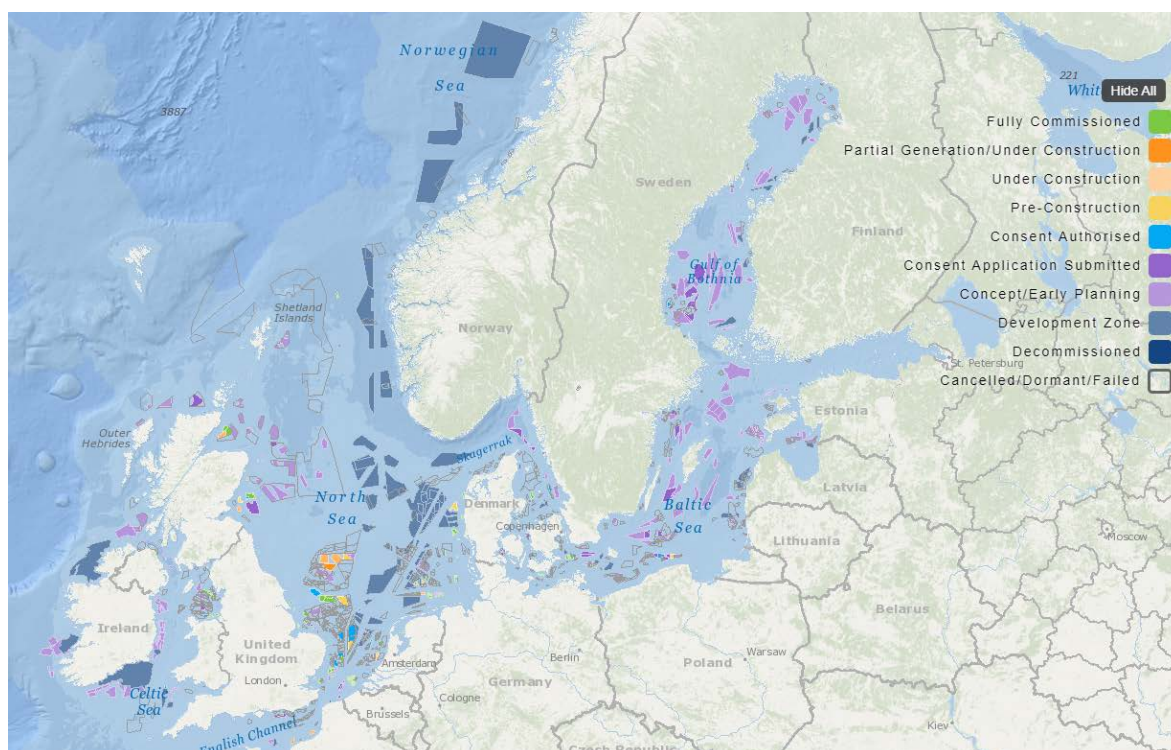 Norwegian
Sea
3887
221
White
Hide All
Fully Commissioned
Partial Generation/Under Construction
Under Construction
Pre-Construction
Consent Authorised
Consent Application Submitted
Concept/Early Planning
Development Zone
Decommissioned
Cancelled/Dormant/Failed
Sweden
Finland
Gulf of
Bothnia
Shetland
Islands
Norway
St. Petersburg
Estonia
Outer
Hebrides
Skagerrak
North
Sea
Denmark
Copenhagen
Baltic
Sea
Latvia
Lithuania
Moscow
Belarus
Ireland
United
Kingdom
London
Amsterdam
Berlin
Poland
Warsaw
Germany
Cologne
Celtic
Sea
Brussels
English Channel
Kiev
Czech Republic